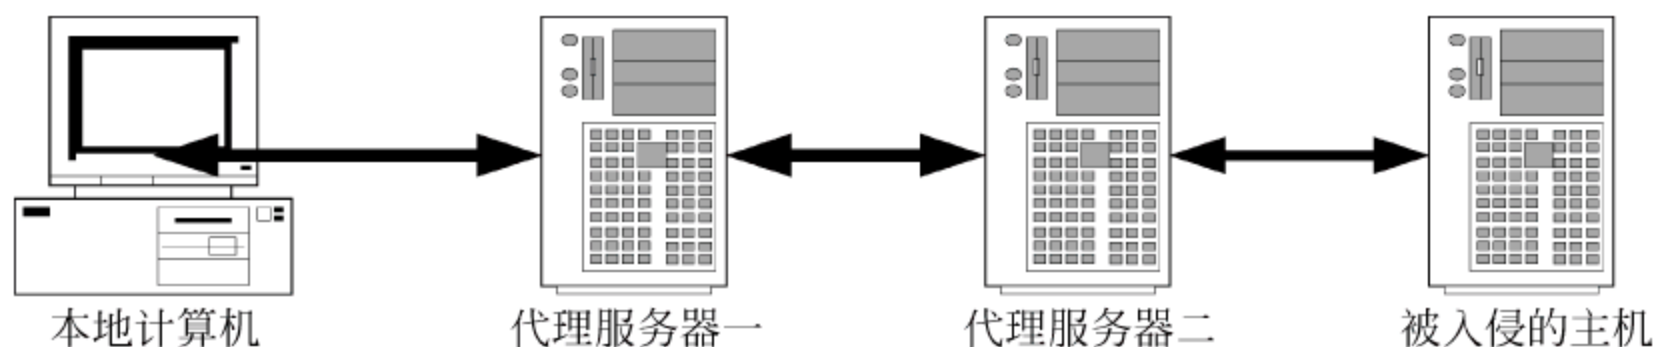 本地计算机
代理服务器一
代理服务器二
被入侵的主机